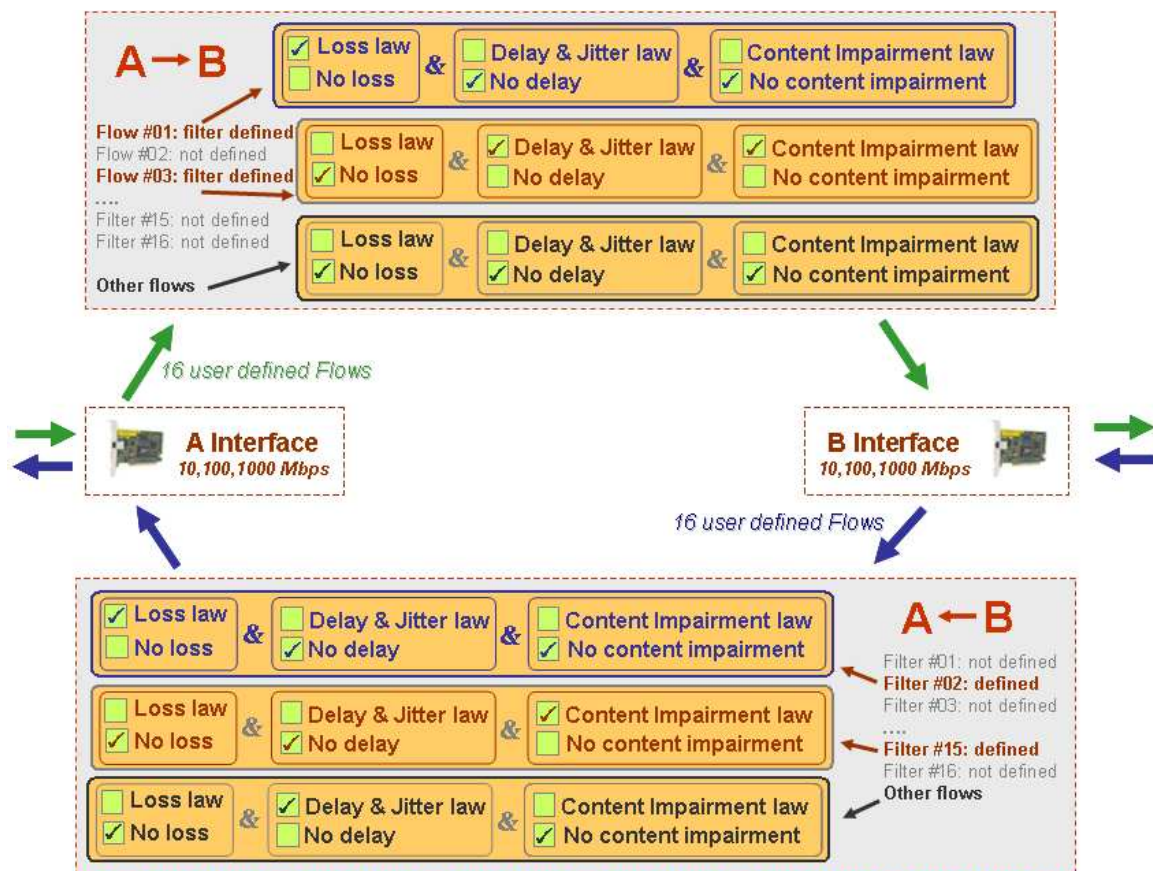 A → B
Loss law
No loss
&
Delay & Jitter law
No delay
&
Content Impairment law
No content impairment
Flow #01: filter defined
Flow #02: not defined
Flow #03: filter defined
....
Filter #15: not defined
Filter #16: not defined
Other flows
Loss law
No loss
&
Delay & Jitter law
No delay
&
Content Impairment law
No content impairment
Loss law
No loss
&
Delay & Jitter law
No delay
&
Content Impairment law
No content impairment
16 user defined Flows
A Interface
10,100,1000 Mbps
B Interface
10,100,1000 Mbps
16 user defined Flows
Loss law
No loss
&
Delay & Jitter law
No delay
&
Content Impairment law
No content impairment
Loss law
No loss
&
Delay & Jitter law
No delay
&
Content Impairment law
No content impairment
Loss law
No loss
&
Delay & Jitter law
No delay
&
Content Impairment law
No content impairment
A ← B
Filter #01: not defined
Filter #02: defined
Filter #03: not defined
....
Filter #15: defined
Filter #16: not defined
Other flows